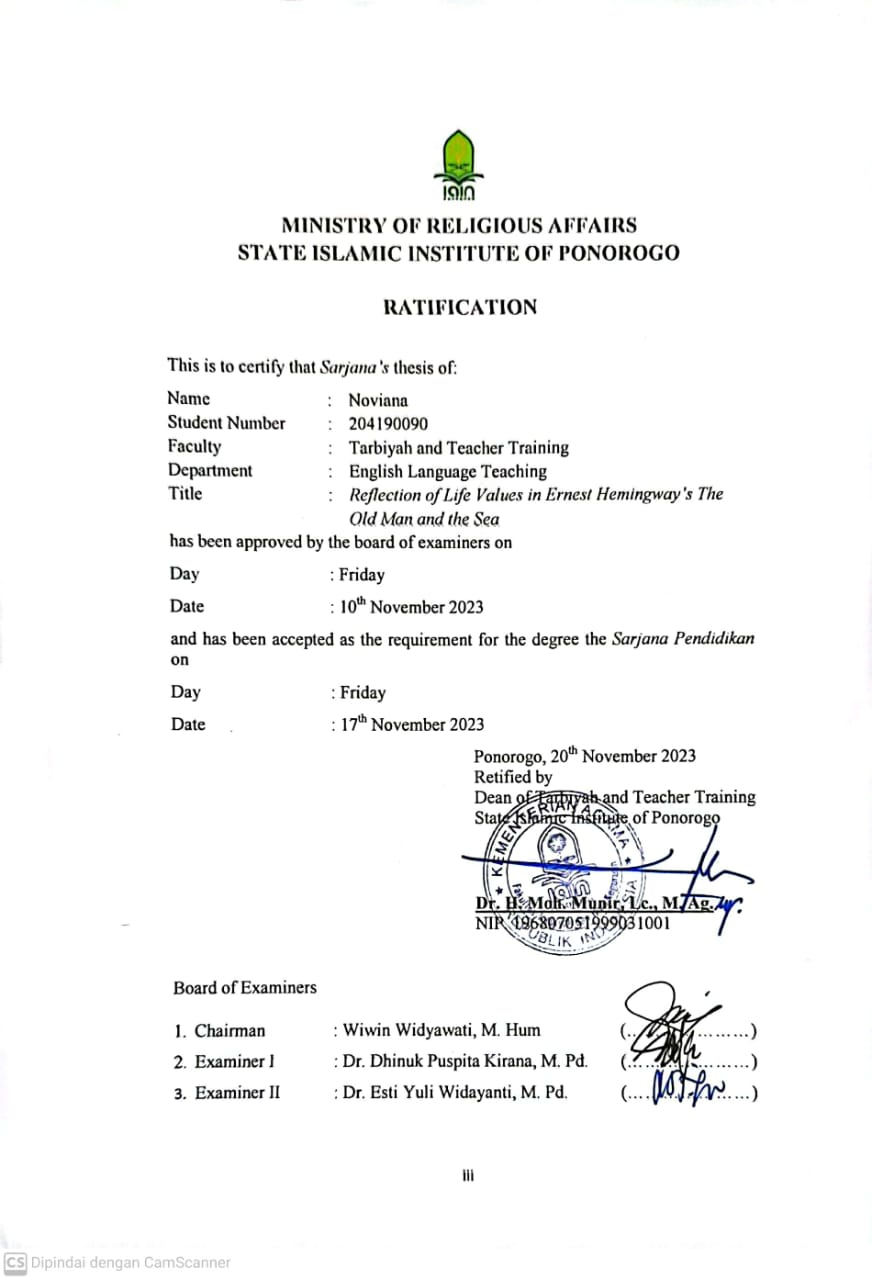 IAIN
MINISTRY OF RELIGIOUS AFFAIRS
STATE ISLAMIC INSTITUTE OF PONOROGO
RATIFICATION
This is to certify that Sarjana's thesis of:
Name : Noviana
Student Number : 204190090
Faculty : Tarbiyah and Teacher Training
Department : English Language Teaching
Title : Reflection of Life Values in Ernest Hemingway's The
Old Man and the Sea
has been approved by the board of examiners on
Day : Friday
Date : 10th November 2023
and has been accepted as the requirement for the degree the Sarjana Pendidikan
on
Day : Friday
Date : 17th November 2023
Ponorogo, 20th November 2023
Retified by
Dean of Tarbiyah and Teacher Training
State Islamic Institute of Ponorogo
KEMENTERIAN AGAMA
REPUBLIK INDONESIA
IAIN
Dr. H. Moh. Munir, Lc., M. Ag.
NIP. 196807051999031001
Board of Examiners
1. Chairman : Wiwin Widyawati, M. Hum (............)
2. Examiner I : Dr. Dhinuk Puspita Kirana, M. Pd. (............)
3. Examiner II : Dr. Esti Yuli Widayanti, M. Pd. (............)
iii
CS Dipindai dengan CamScanner